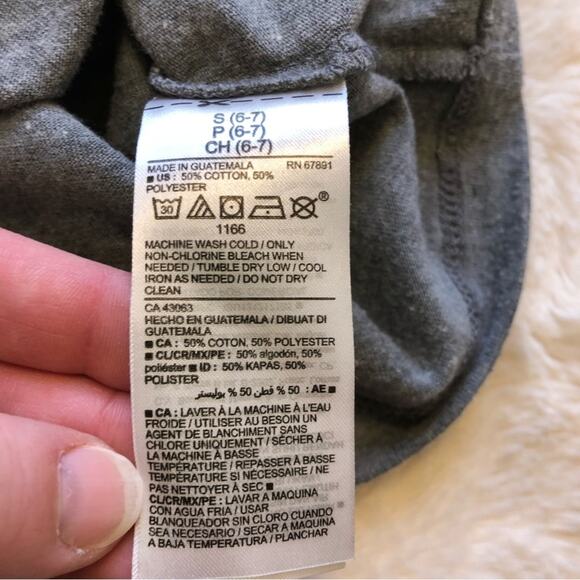 S (6-7)
P (6-7)
CH (6-7)
MADE IN GUATEMALA RN 67891
■ US : 50% COTTON, 50%
POLYESTER
30 ®
1166
MACHINE WASH COLD / ONLY
NON-CHLORINE BLEACH WHEN
NEEDED / TUMBLE DRY LOW / COOL
IRON AS NEEDED / DO NOT DRY
CLEAN
CA 43063
HECHO EN GUATEMALA / DIBUAT DI
GUATEMALA
■ CA : 50% COTON, 50% POLYESTER
■ CL/CR/MX/PE : 50% algodón, 50%
poliéster ■ ID : 50% KAPAS, 50%
POLISTER
■ AE : 50 % قطن 50 % بوليستر
■ CA : LAVER À LA MACHINE À L'EAU
FROIDE / UTILISER AU BESOIN UN
AGENT DE BLANCHIMENT SANS
CHLORE UNIQUEMENT / SÉCHER À
LA MACHINE À BASSE
TEMPÉRATURE / REPASSER À BASSE
TEMPÉRATURE SI NÉCESSAIRE / NE
PAS NETTOYER À SEC ■
CL/CR/MX/PE : LAVAR A MAQUINA
CON AGUA FRIA / USAR
BLANQUEADOR SIN CLORO CUANDO
SEA NECESARIO / SECAR A MAQUINA
A BAJA TEMPERATURA / PLANCHAR